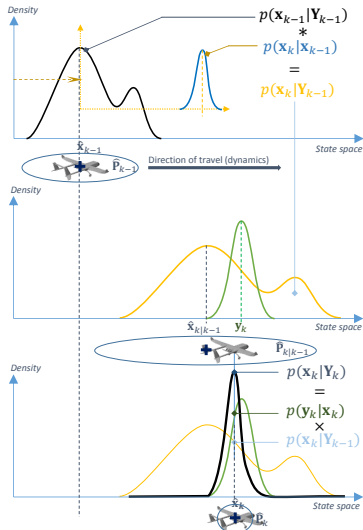 Density
p(x_{k−1}|Y_{k−1})
*
p(x_k|x_{k−1})
=
p(x_k|Y_{k−1})
State space
x̂_{k−1}
P̂_{k−1}
Direction of travel (dynamics)
Density
State space
x̂_{k|k−1}
y_k
P̂_{k|k−1}
Density
p(x_k|Y_k)
=
p(y_k|x_k)
×
p(x_k|Y_{k−1})
State space
x̂_k
P̂_k